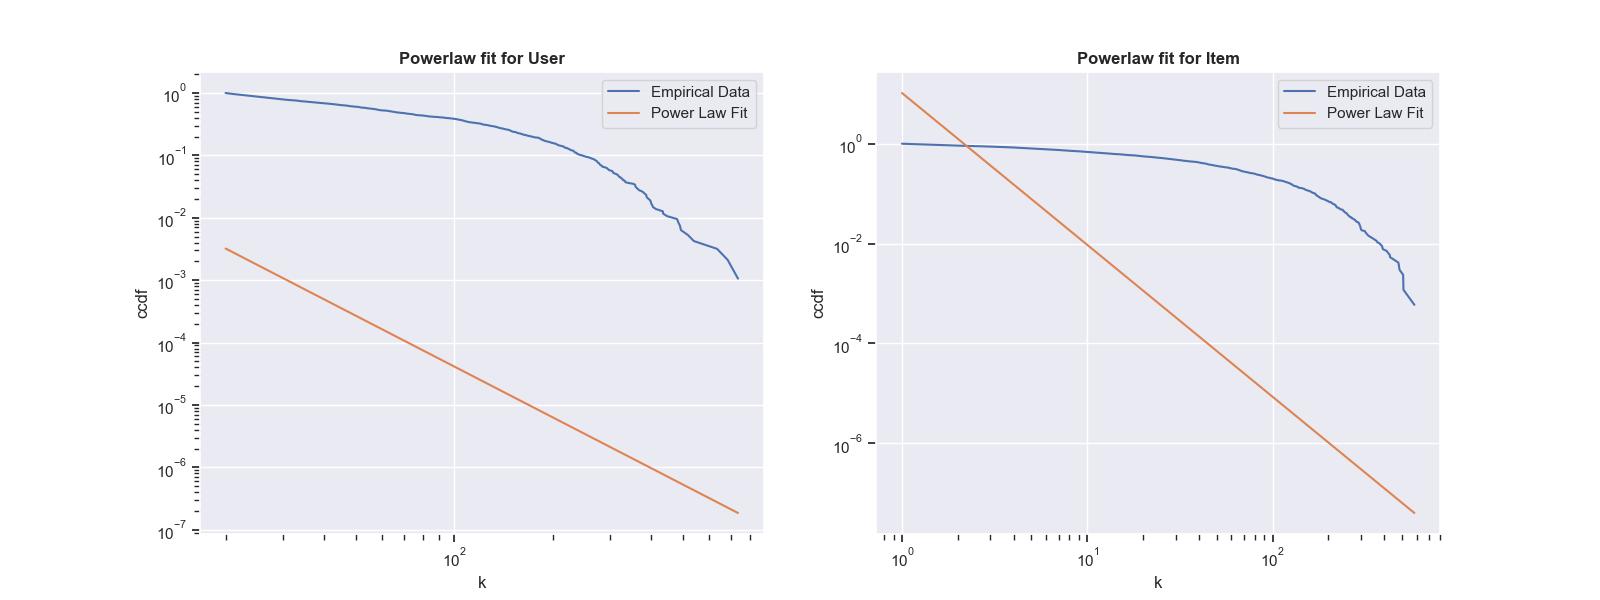 Powerlaw fit for User
Empirical Data
Power Law Fit
10^0
10^−1
10^−2
10^−3
10^−4
10^−5
10^−6
10^−7
ccdf
10^2
k
Powerlaw fit for Item
Empirical Data
Power Law Fit
10^0
10^−2
10^−4
10^−6
ccdf
10^0 10^1 10^2
k